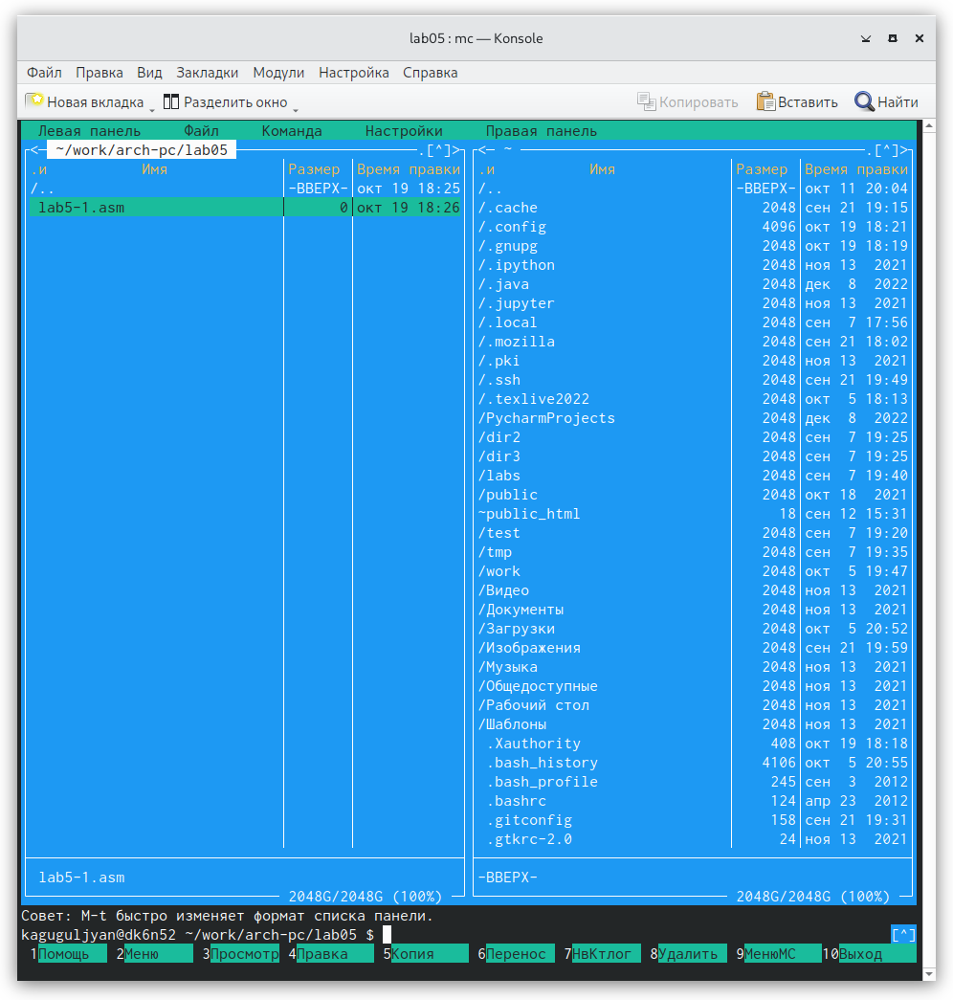 lab05 : mc — Konsole
Файл Правка Вид Закладки Модули Настройка Справка
Новая вкладка Разделить окно Копировать Вставить Найти
Левая панель Файл Команда Настройки Правая панель
<─ ~/work/arch-pc/lab05 .[^]> <─ ~ .[^]>
.и Имя Размер Время правки .и Имя Размер Время правки
/.. -ВВЕРХ- окт 19 18:25 /.. -ВВЕРХ- окт 11 20:04
lab5-1.asm 0 окт 19 18:26 /.cache 2048 сен 21 19:15
/.config 4096 окт 19 18:21
/.gnupg 2048 окт 19 18:19
/.ipython 2048 ноя 13 2021
/.java 2048 дек 8 2022
/.jupyter 2048 ноя 13 2021
/.local 2048 сен 7 17:56
/.mozilla 2048 сен 21 18:02
/.pki 2048 ноя 13 2021
/.ssh 2048 сен 21 19:49
/.texlive2022 2048 окт 5 18:13
/PycharmProjects 2048 дек 8 2022
/dir2 2048 сен 7 19:25
/dir3 2048 сен 7 19:25
/labs 2048 сен 7 19:40
/public 2048 окт 18 2021
~public_html 18 сен 12 15:31
/test 2048 сен 7 19:20
/tmp 2048 сен 7 19:35
/work 2048 окт 5 19:47
/Видео 2048 ноя 13 2021
/Документы 2048 ноя 13 2021
/Загрузки 2048 окт 5 20:52
/Изображения 2048 сен 21 19:59
/Музыка 2048 ноя 13 2021
/Общедоступные 2048 ноя 13 2021
/Рабочий стол 2048 ноя 13 2021
/Шаблоны 2048 ноя 13 2021
.Xauthority 408 окт 19 18:18
.bash_history 4106 окт 5 20:55
.bash_profile 245 сен 3 2012
.bashrc 124 апр 23 2012
.gitconfig 158 сен 21 19:31
.gtkrc-2.0 24 ноя 13 2021
lab5-1.asm -ВВЕРХ-
2048G/2048G (100%) 2048G/2048G (100%)
Совет: M-t быстро изменяет формат списка панели.
kaguguljyan@dk6n52 ~/work/arch-pc/lab05 $ [^]
1Помощь 2Меню 3Просмотр 4Правка 5Копия 6Перенос 7НвКтлог 8Удалить 9МенюМС 10Выход